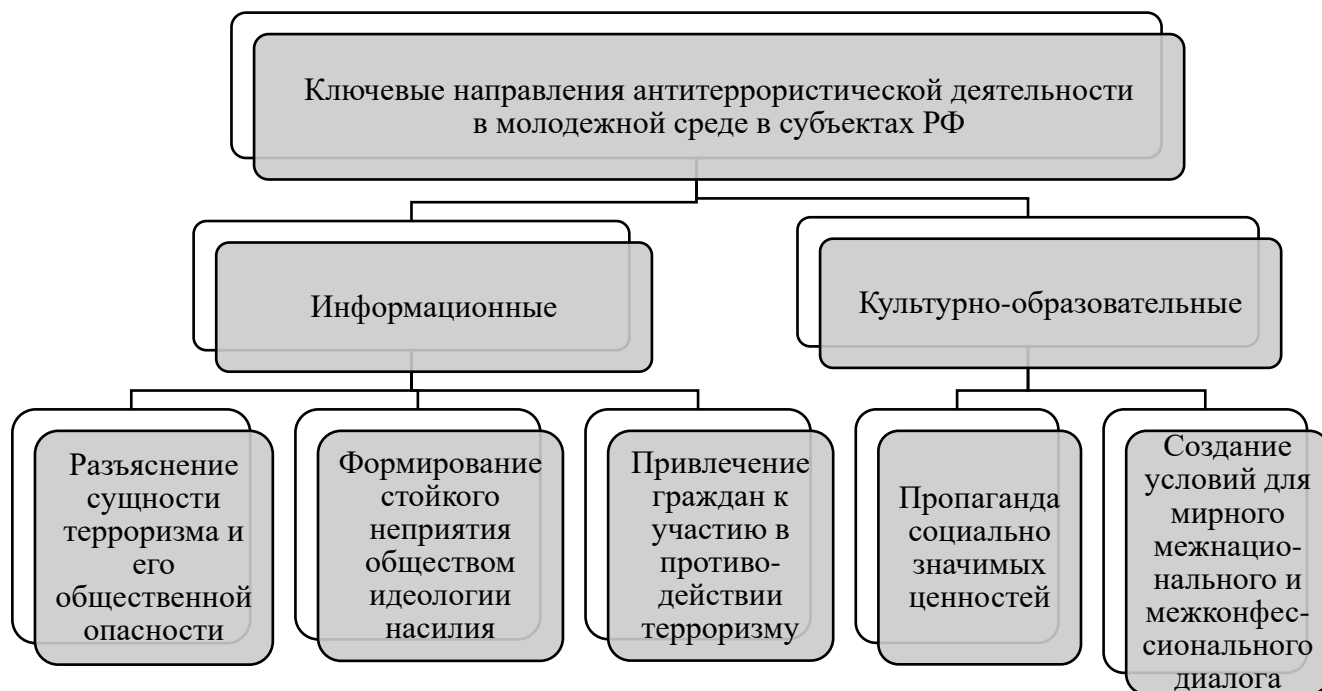 Ключевые направления антитеррористической деятельности
в молодежной среде в субъектах РФ
Информационные
Культурно-образовательные
Разъяснение
сущности
терроризма и
его
общественной
опасности
Формирование
стойкого
неприятия
обществом
идеологии
насилия
Привлечение
граждан к
участию в
противо-
действии
терроризму
Пропаганда
социально
значимых
ценностей
Создание
условий для
мирного
межнацио-
нального и
межконфес-
сионального
диалога